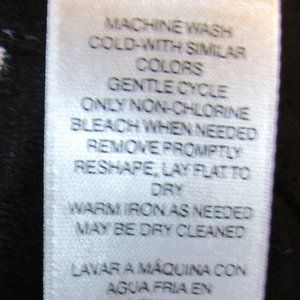 MACHINE WASH
COLD-WITH SIMILAR
COLORS
GENTLE CYCLE
ONLY NON-CHLORINE
BLEACH WHEN NEEDED
REMOVE PROMPTLY
RESHAPE, LAY FLAT TO
DRY
WARM IRON AS NEEDED
MAY BE DRY CLEANED
LAVAR A MÁQUINA CON
AGUA FRIA EN